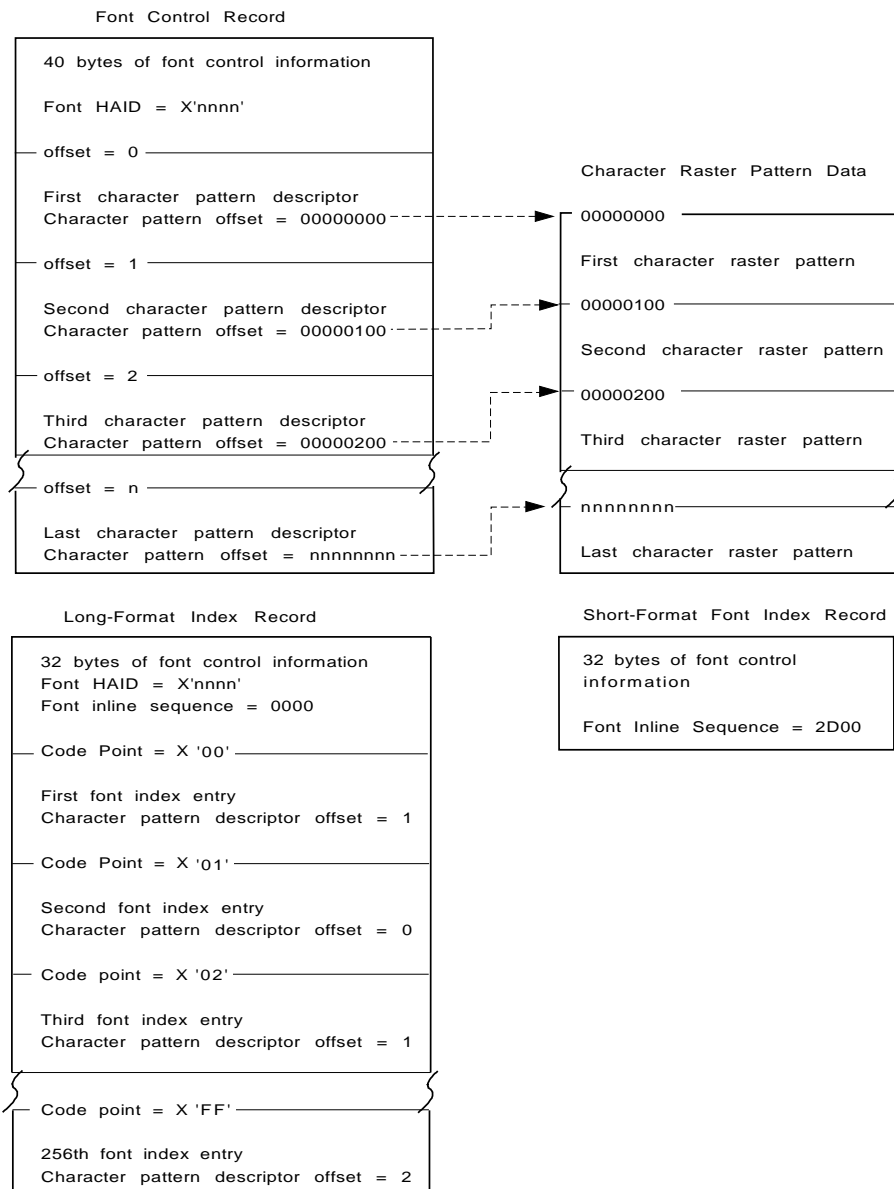 Font Control Record
40 bytes of font control information
Font HAID = X'nnnn'
offset = 0
First character pattern descriptor
Character pattern offset = 00000000
offset = 1
Second character pattern descriptor
Character pattern offset = 00000100
offset = 2
Third character pattern descriptor
Character pattern offset = 00000200
offset = n
Last character pattern descriptor
Character pattern offset = nnnnnnnn
Character Raster Pattern Data
00000000
First character raster pattern
00000100
Second character raster pattern
00000200
Third character raster pattern
nnnnnnnn
Last character raster pattern
Long-Format Index Record
32 bytes of font control information
Font HAID = X'nnnn'
Font inline sequence = 0000
Code Point = X '00'
First font index entry
Character pattern descriptor offset = 1
Code Point = X '01'
Second font index entry
Character pattern descriptor offset = 0
Code point = X '02'
Third font index entry
Character pattern descriptor offset = 1
Code point = X 'FF'
256th font index entry
Character pattern descriptor offset = 2
Short-Format Font Index Record
32 bytes of font control
information
Font Inline Sequence = 2D00